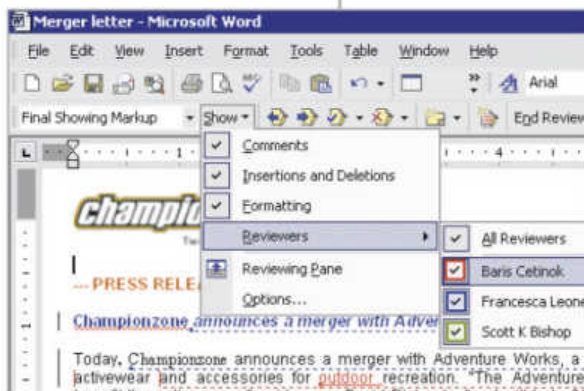 Merger letter - Microsoft Word
File Edit View Insert Format Tools Table Window Help
Arial
Final Showing Markup Show End Review
Comments
Insertions and Deletions
Formatting
Reviewers
All Reviewers
Baris Cetinok
Francesca Leone
Scott K Bishop
Reviewing Pane
Options...
L 1 4
champio
--- PRESS RELEA
Championzone announces a merger with Adver
Today, Championzone announces a merger with Adventure Works, a
activewear and accessories for outdoor recreation. "The Adventure